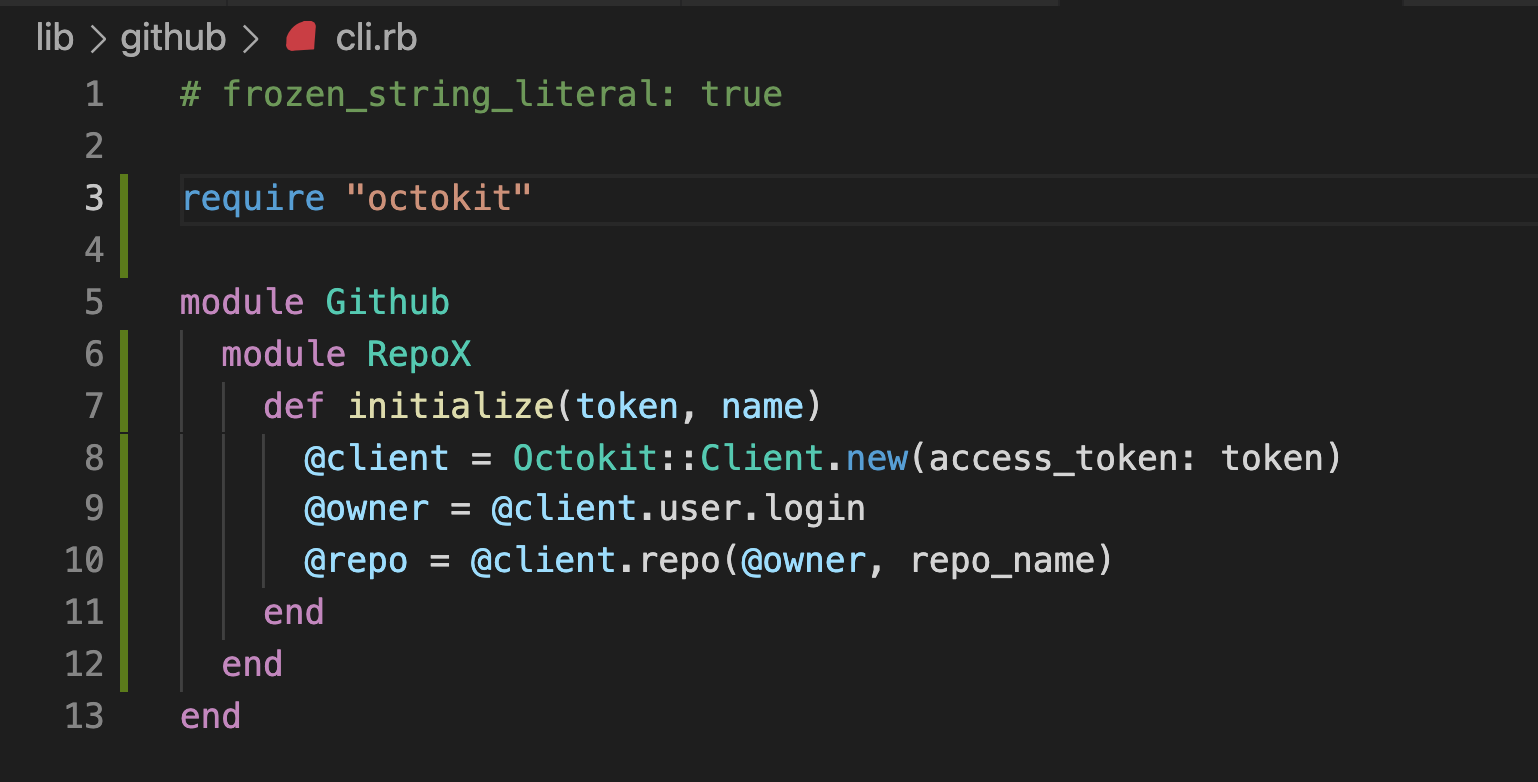 lib > github > cli.rb
1 # frozen_string_literal: true
2
3 require "octokit"
4
5 module Github
6   module RepoX
7     def initialize(token, name)
8       @client = Octokit::Client.new(access_token: token)
9       @owner = @client.user.login
10       @repo = @client.repo(@owner, repo_name)
11     end
12   end
13 end